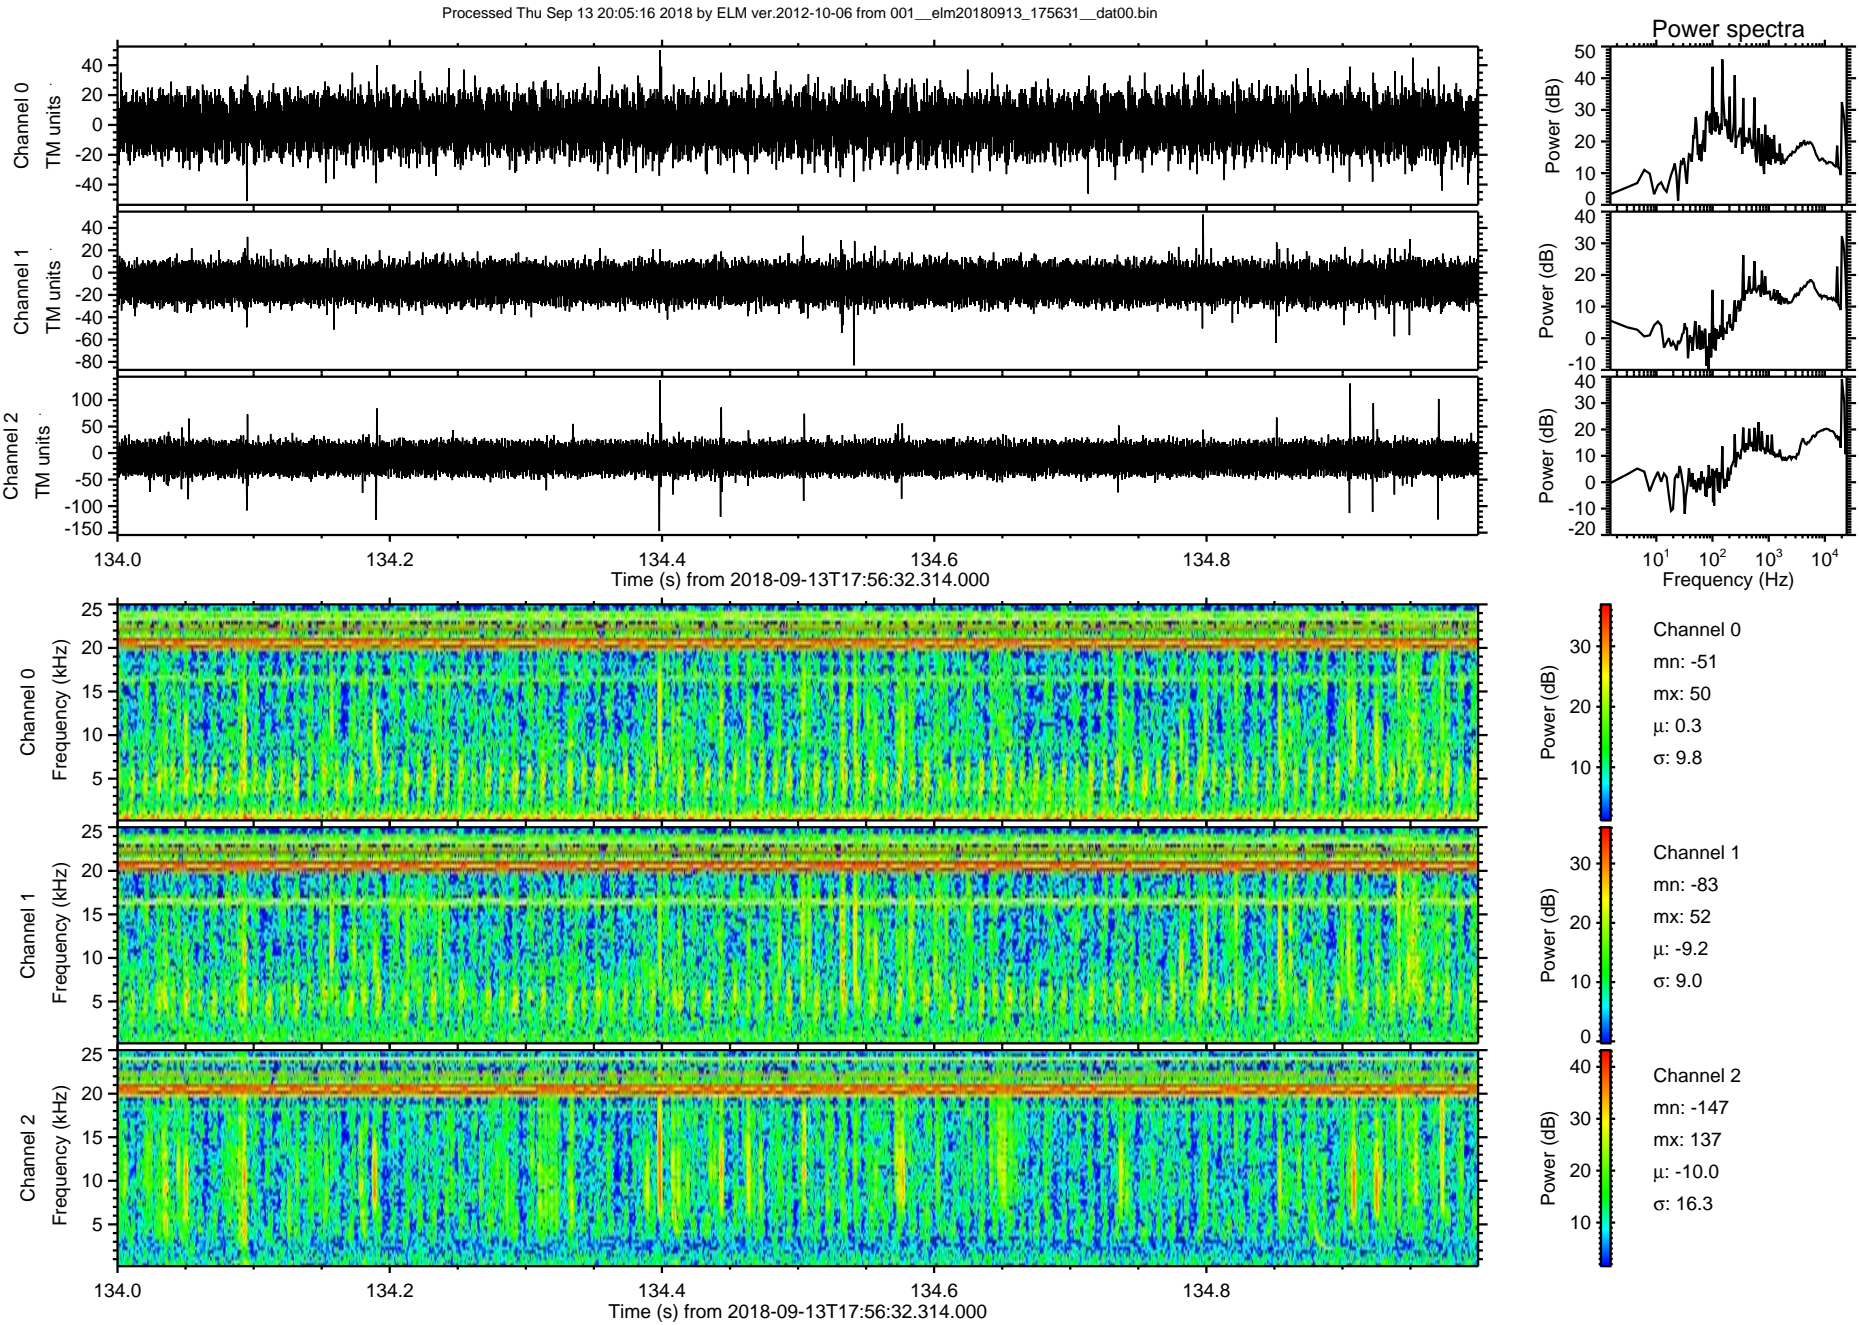 Processed Thu Sep 13 20:05:16 2018 by ELM ver.2012-10-06 from 001__elm20180913_175631__dat00.bin
Power spectra
Channel 0
TM units
40
20
0
-20
-40
Power (dB)
50
40
30
20
10
0
Channel 1
TM units
40
20
0
-20
-40
-60
-80
Power (dB)
40
30
20
10
0
-10
Channel 2
TM units
100
50
0
-50
-100
-150
Power (dB)
40
30
20
10
0
-10
-20
134.0 134.2 134.4 134.6 134.8
Time (s) from 2018-09-13T17:56:32.314.000
10^1 10^2 10^3 10^4
Frequency (Hz)
Channel 0
Frequency (kHz)
25
20
15
10
5
Power (dB)
30
20
10
Channel 0
mn: -51
mx: 50
μ: 0.3
σ: 9.8
Channel 1
Frequency (kHz)
25
20
15
10
5
Power (dB)
30
20
10
0
Channel 1
mn: -83
mx: 52
μ: -9.2
σ: 9.0
Channel 2
Frequency (kHz)
25
20
15
10
5
Power (dB)
40
30
20
10
Channel 2
mn: -147
mx: 137
μ: -10.0
σ: 16.3
134.0 134.2 134.4 134.6 134.8
Time (s) from 2018-09-13T17:56:32.314.000